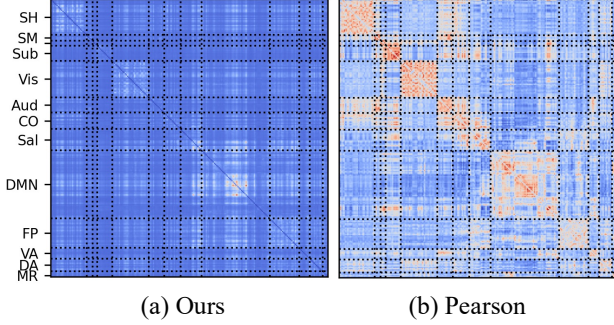 SH
SM
Sub
Vis
Aud
CO
Sal
DMN
FP
VA
DA
MR
(a) Ours
(b) Pearson